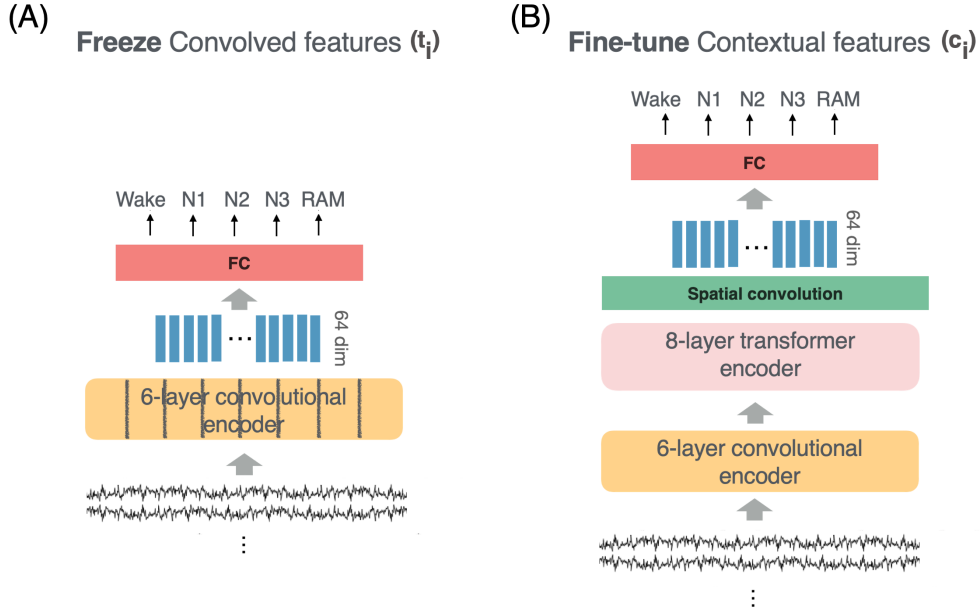 (A)
Freeze Convolved features (ti)
Wake N1 N2 N3 RAM
FC
...
64 dim
6-layer convolutional
encoder
...
(B)
Fine-tune Contextual features (ci)
Wake N1 N2 N3 RAM
FC
...
64 dim
Spatial convolution
8-layer transformer
encoder
6-layer convolutional
encoder
...